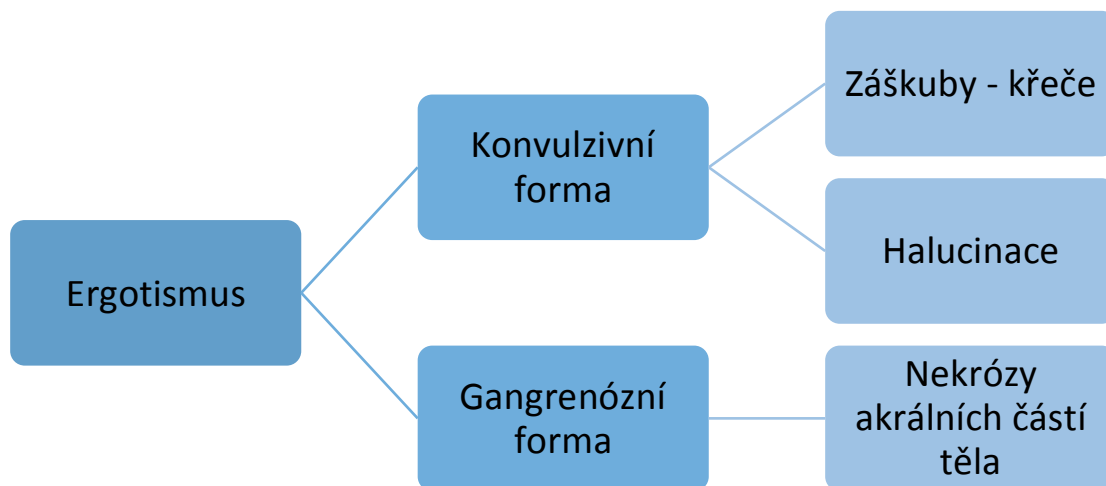 Ergotismus
Konvulzivní
forma
Záškuby - křeče
Halucinace
Gangrenózní
forma
Nekrózy
akrálních částí
těla